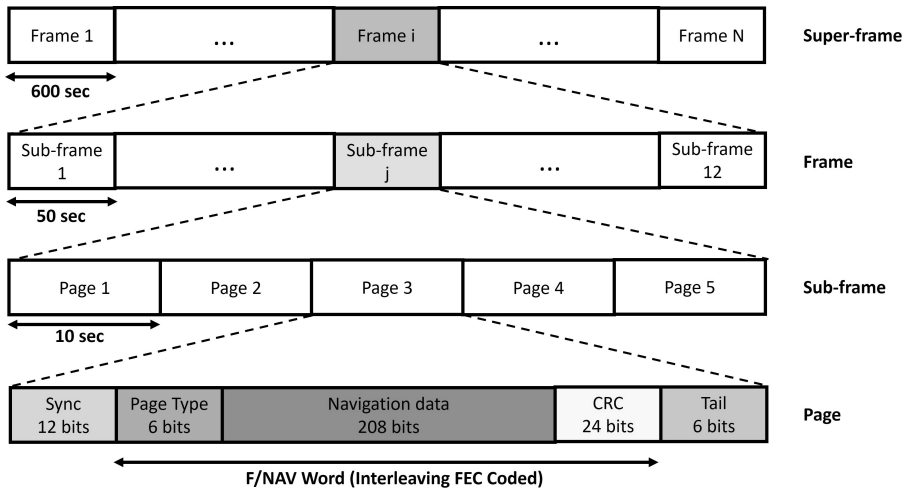 Frame 1
...
Frame i
...
Frame N
Super-frame
600 sec
Sub-frame
1
...
Sub-frame
j
...
Sub-frame
12
Frame
50 sec
Page 1
Page 2
Page 3
Page 4
Page 5
Sub-frame
10 sec
Sync
12 bits
Page Type
6 bits
Navigation data
208 bits
CRC
24 bits
Tail
6 bits
Page
F/NAV Word (Interleaving FEC Coded)